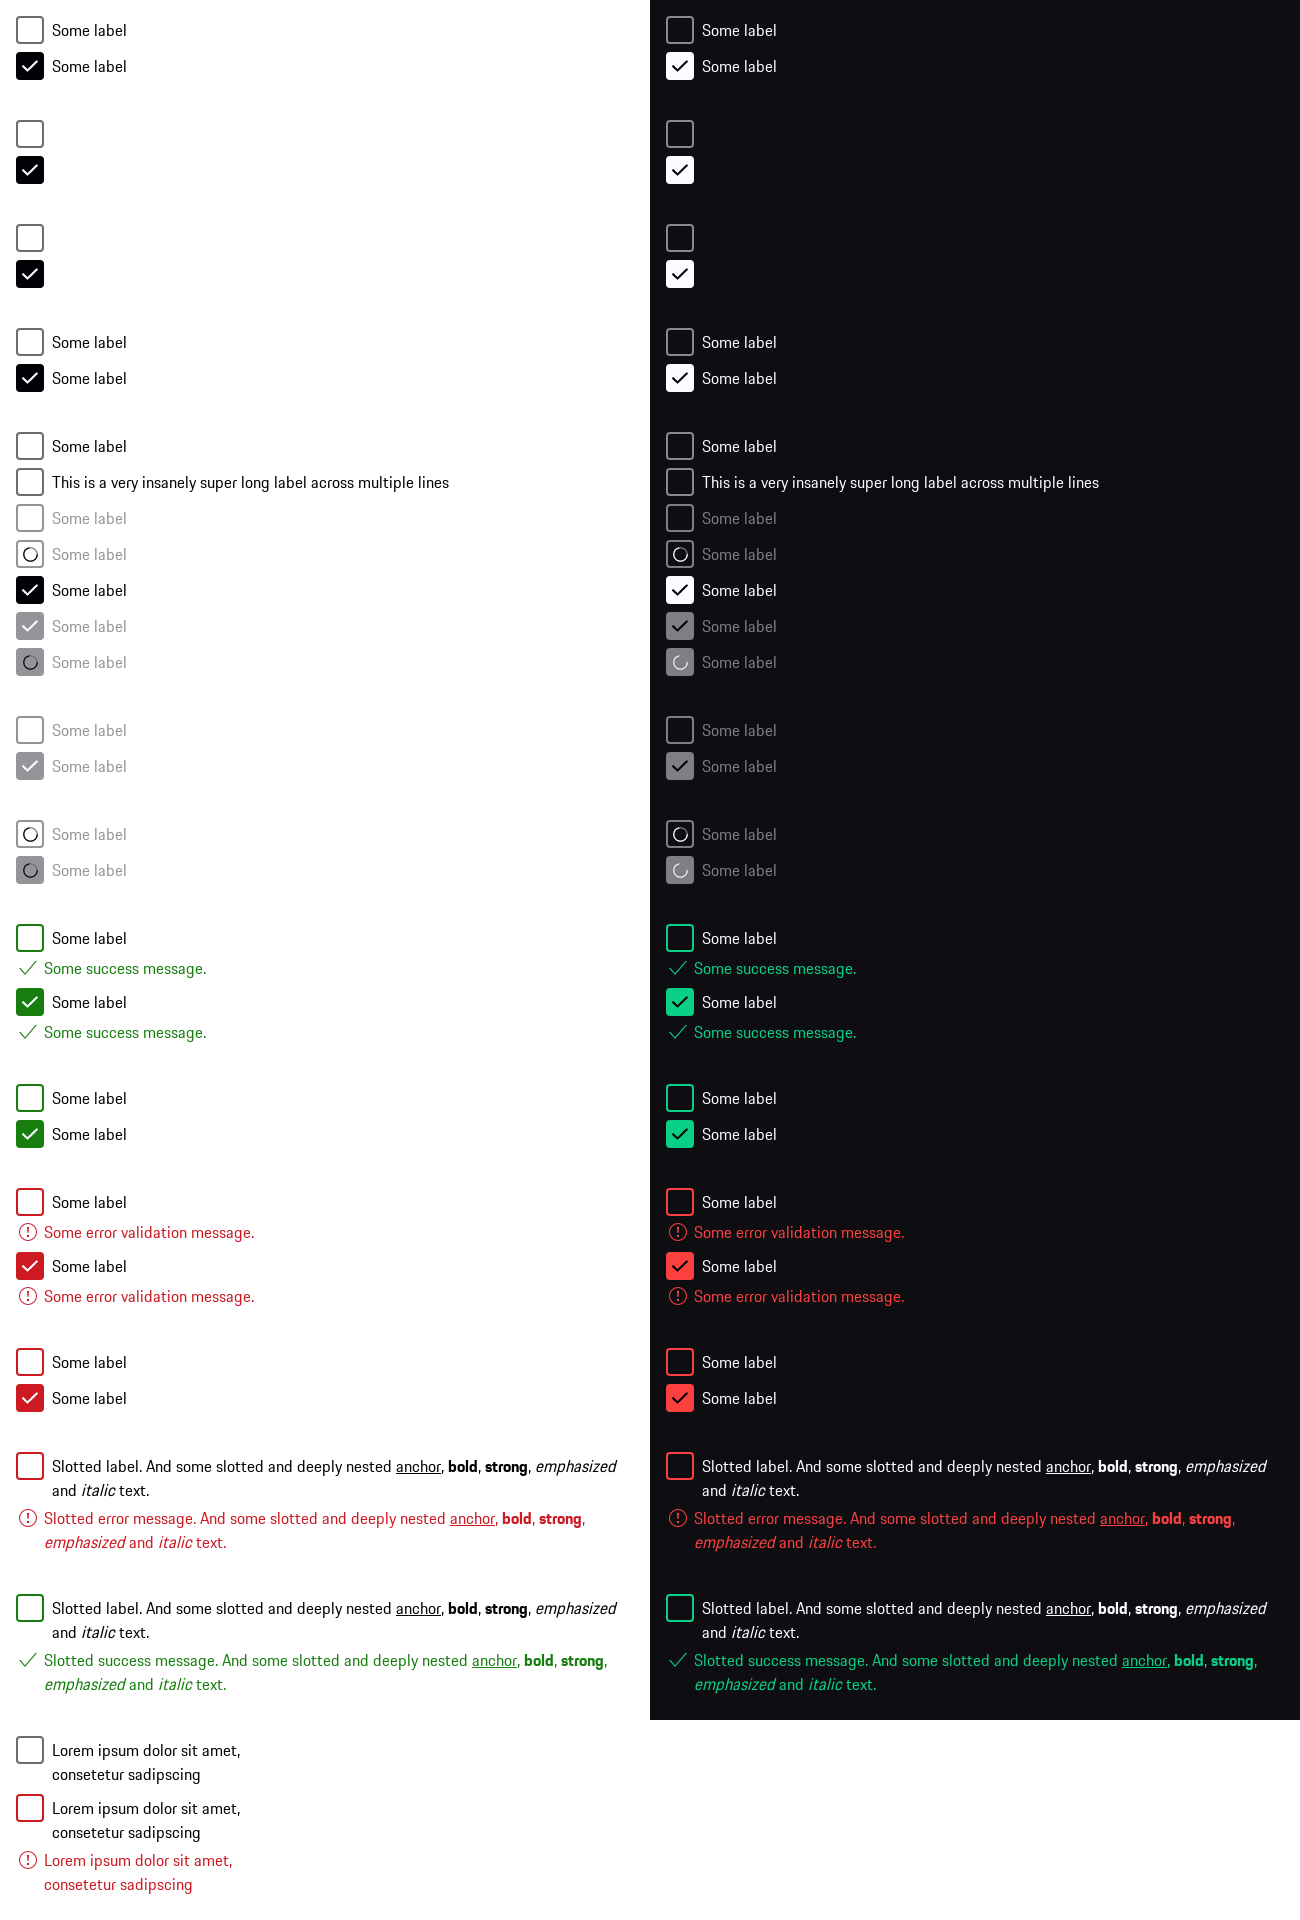 Some label
Some label
Some label
Some label
Some label
This is a very insanely super long label across multiple lines
Some label
Some label
Some label
Some label
Some label
Some label
Some label
Some label
Some label
Some label
Some success message.
Some label
Some success message.
Some label
Some label
Some label
Some error validation message.
Some label
Some error validation message.
Some label
Some label
Slotted label. And some slotted and deeply nested anchor, bold, strong, emphasized
and italic text.
Slotted error message. And some slotted and deeply nested anchor, bold, strong,
emphasized and italic text.
Slotted label. And some slotted and deeply nested anchor, bold, strong, emphasized
and italic text.
Slotted success message. And some slotted and deeply nested anchor, bold, strong,
emphasized and italic text.
Some label
Some label
Some label
Some label
Some label
This is a very insanely super long label across multiple lines
Some label
Some label
Some label
Some label
Some label
Some label
Some label
Some label
Some label
Some label
Some success message.
Some label
Some success message.
Some label
Some label
Some label
Some error validation message.
Some label
Some error validation message.
Some label
Some label
Slotted label. And some slotted and deeply nested anchor, bold, strong, emphasized
and italic text.
Slotted error message. And some slotted and deeply nested anchor, bold, strong,
emphasized and italic text.
Slotted label. And some slotted and deeply nested anchor, bold, strong, emphasized
and italic text.
Slotted success message. And some slotted and deeply nested anchor, bold, strong,
emphasized and italic text.
Lorem ipsum dolor sit amet,
consetetur sadipscing
Lorem ipsum dolor sit amet,
consetetur sadipscing
Lorem ipsum dolor sit amet,
consetetur sadipscing